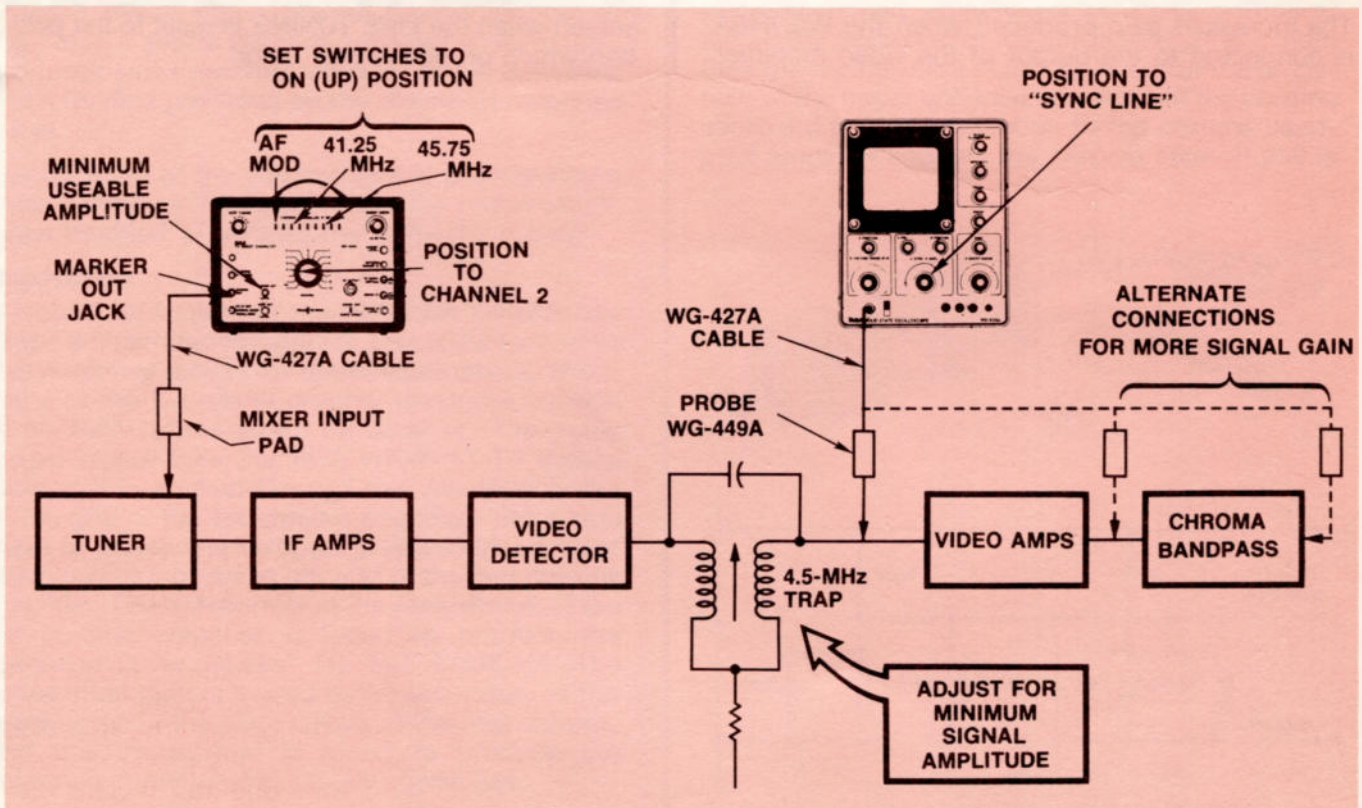 SET SWITCHES TO
ON (UP) POSITION
AF
MOD
41.25
MHz
45.75
MHz
MINIMUM
USEABLE
AMPLITUDE
MARKER
OUT
JACK
POSITION
TO
CHANNEL 2
WG-427A CABLE
MIXER INPUT
PAD
POSITION TO
"SYNC LINE"
WG-427A
CABLE
PROBE
WG-449A
ALTERNATE
CONNECTIONS
FOR MORE SIGNAL GAIN
TUNER
IF AMPS
VIDEO
DETECTOR
4.5-MHz
TRAP
VIDEO AMPS
CHROMA
BANDPASS
ADJUST FOR
MINIMUM
SIGNAL
AMPLITUDE